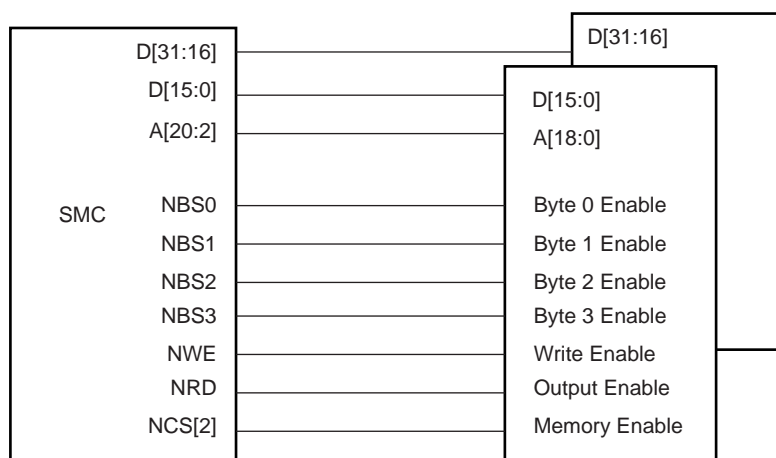 D[31:16] D[31:16]
D[15:0] D[15:0]
A[20:2] A[18:0]
SMC
NBS0 Byte 0 Enable
NBS1 Byte 1 Enable
NBS2 Byte 2 Enable
NBS3 Byte 3 Enable
NWE Write Enable
NRD Output Enable
NCS[2] Memory Enable